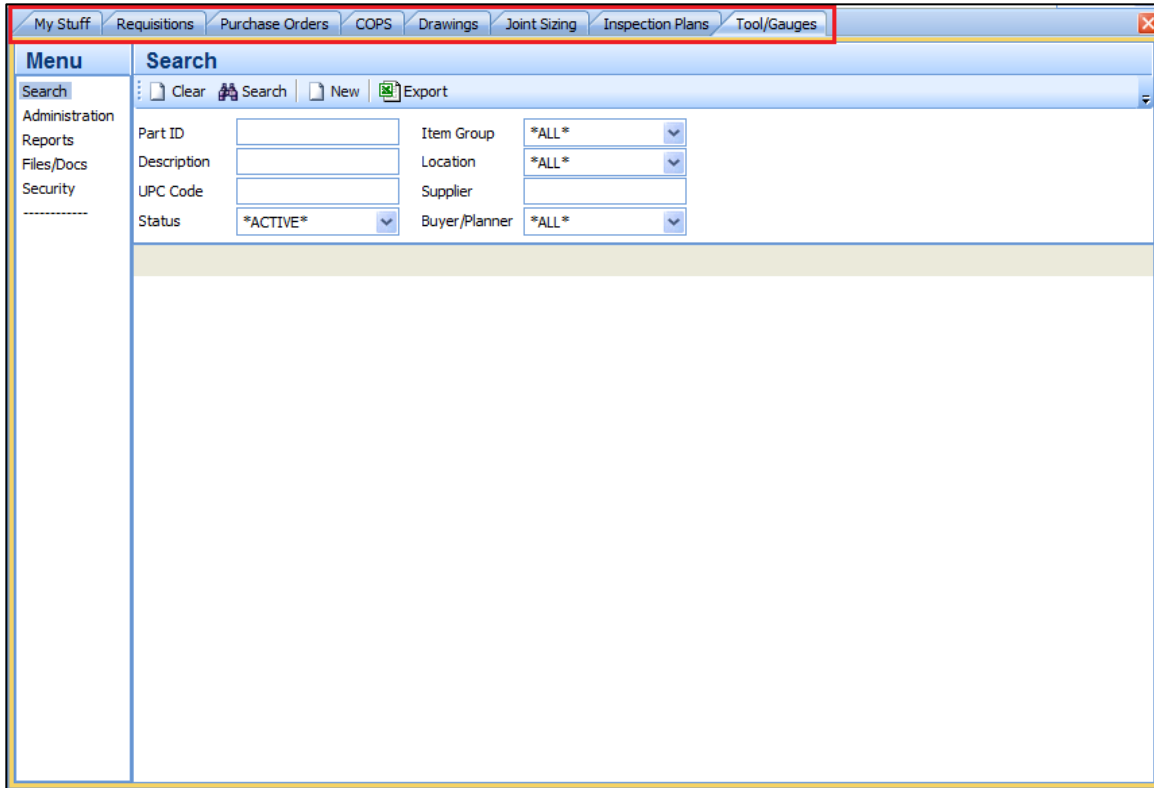 My Stuff Requisitions Purchase Orders COPS Drawings Joint Sizing Inspection Plans Tool/Gauges
Menu
Search
Administration
Reports
Files/Docs
Security
------------
Search
Clear Search New Export
Part ID Item Group *ALL*
Description Location *ALL*
UPC Code Supplier
Status *ACTIVE* Buyer/Planner *ALL*